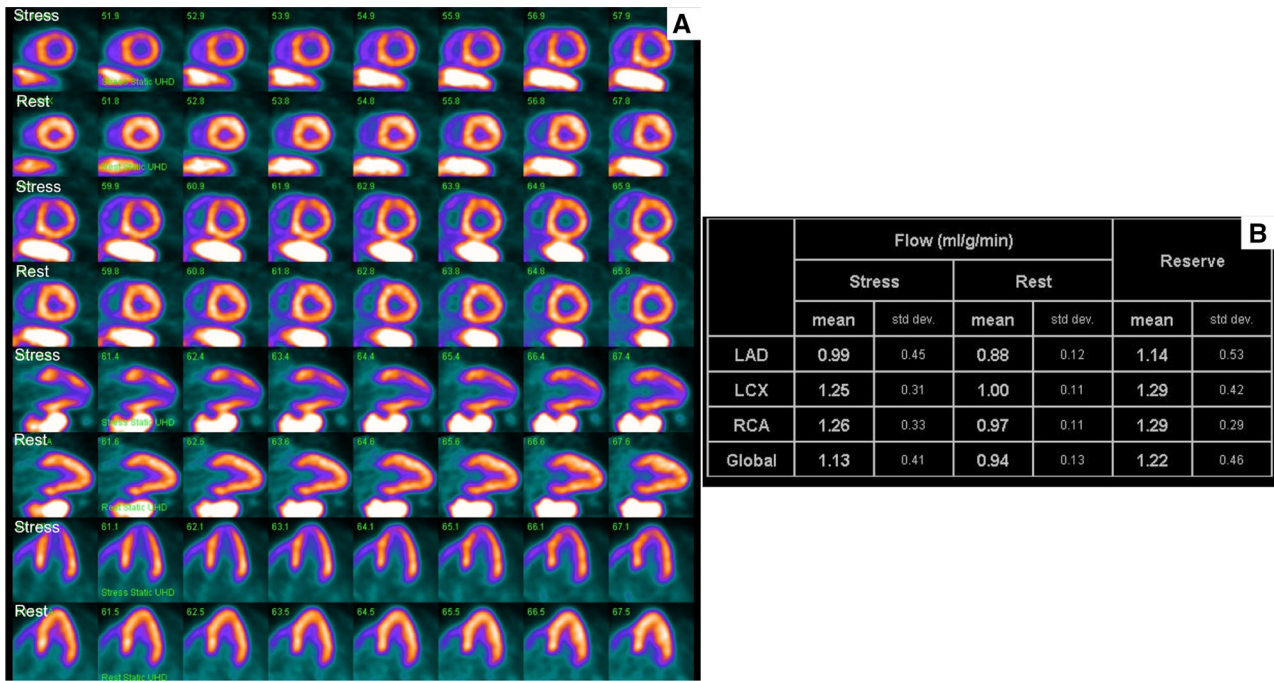 A
Stress
51.9 52.9 53.9 54.9 55.9 56.9 57.9
Stress Static UHD
Rest
51.8 52.8 53.8 54.8 55.8 56.8 57.8
Rest Static UHD
Stress
59.9 60.9 61.9 62.9 63.9 64.9 65.9
Rest
59.8 60.8 61.8 62.8 63.8 64.8 65.8
Stress
61.4 62.4 63.4 64.4 65.4 66.4 67.4
Stress Static UHD
Rest
61.6 62.6 63.6 64.6 65.6 66.6 67.6
Rest Static UHD
Stress
61.1 62.1 63.1 64.1 65.1 66.1 67.1
Stress Static UHD
Rest
61.5 62.5 63.5 64.5 65.5 66.5 67.5
Rest Static UHD
B
Flow (ml/g/min) Reserve
Stress Rest
mean std dev. mean std dev. mean std dev.
LAD 0.99 0.45 0.88 0.12 1.14 0.53
LCX 1.25 0.31 1.00 0.11 1.29 0.42
RCA 1.26 0.33 0.97 0.11 1.29 0.29
Global 1.13 0.41 0.94 0.13 1.22 0.46